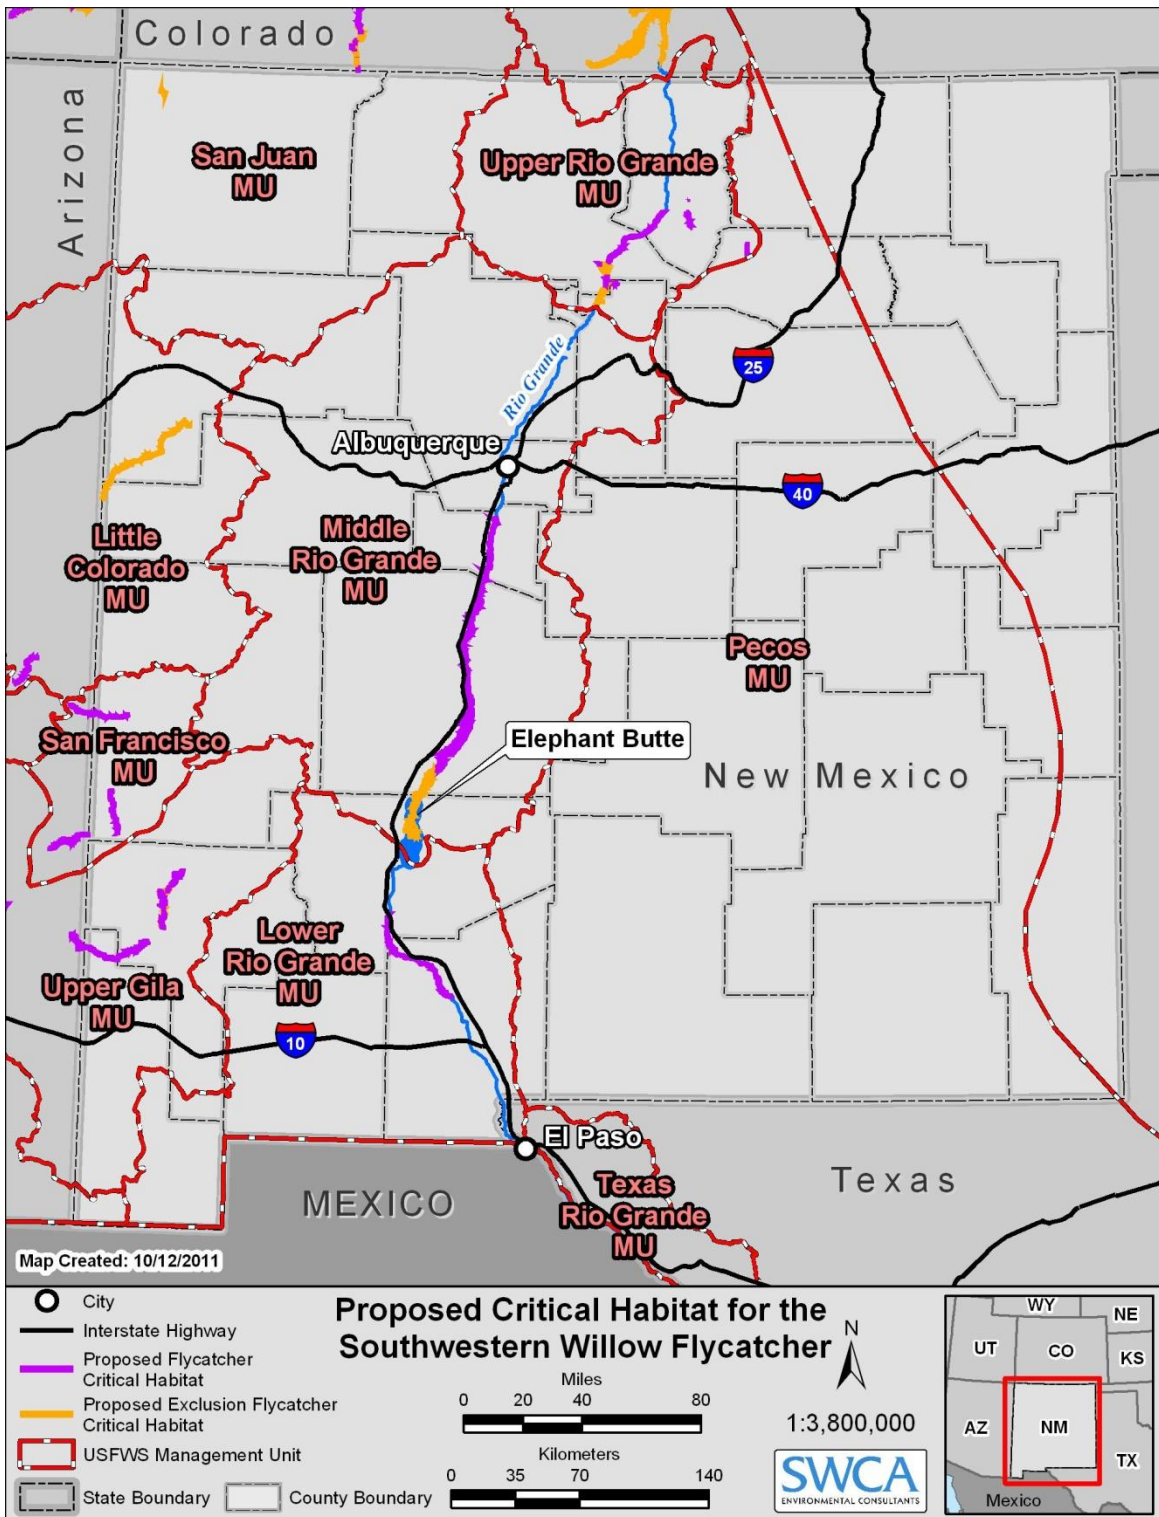 Colorado
Arizona
San Juan
MU
Upper Rio Grande
MU
25
Rio Grande
Albuquerque
40
Little
Colorado
MU
Middle
Rio Grande
MU
Pecos
MU
San Francisco
MU
Elephant Butte
New Mexico
Lower
Rio Grande
MU
Upper Gila
MU
10
El Paso
MEXICO
Texas
Rio Grande
MU
Texas
Map Created: 10/12/2011
City
Interstate Highway
Proposed Flycatcher
Critical Habitat
Proposed Exclusion Flycatcher
Critical Habitat
USFWS Management Unit
State Boundary
County Boundary
Proposed Critical Habitat for the
Southwestern Willow Flycatcher
Miles
0 20 40 80
Kilometers
0 35 70 140
N
1:3,800,000
SWCA
ENVIRONMENTAL CONSULTANTS
WY
NE
UT
CO
KS
AZ
NM
TX
Mexico